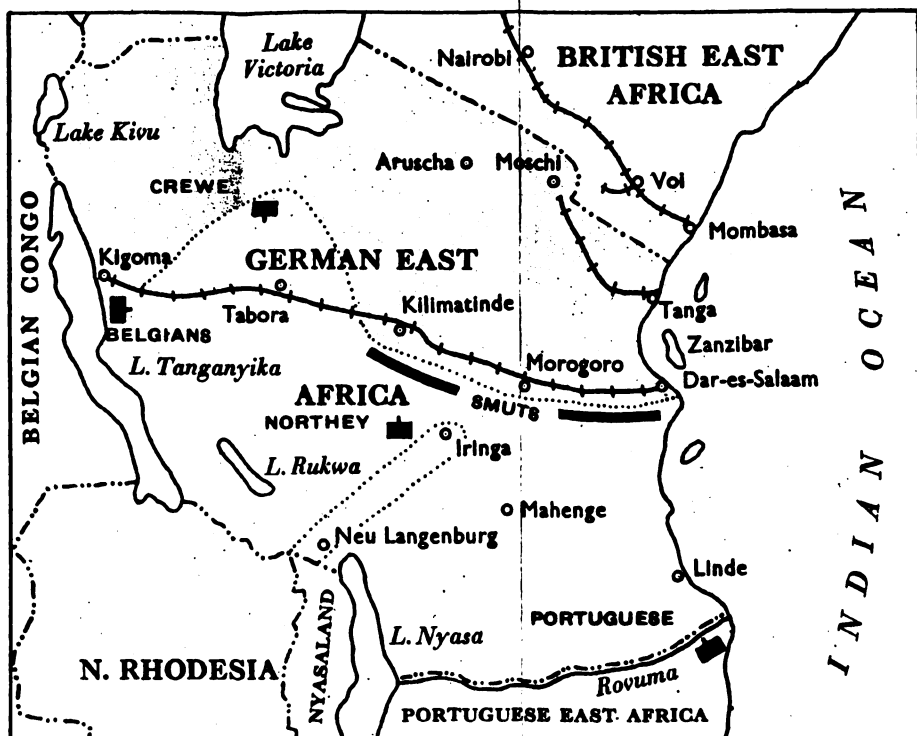 Lake
Victoria
Nairobi
BRITISH EAST
AFRICA
Lake Kivu
Aruscha
Moschi
Voi
CREWE
Mombasa
BELGIAN CONGO
Kigoma
GERMAN EAST
Tabora
Kilimatinde
Tanga
BELGIANS
Zanzibar
L. Tanganyika
Morogoro
Dar-es-Salaam
AFRICA
SMUTS
NORTHEY
Iringa
L. Rukwa
Mahenge
Neu Langenburg
Linde
INDIAN OCEAN
PORTUGUESE
NYASALAND
L. Nyasa
N. RHODESIA
Rovuma
PORTUGUESE EAST AFRICA